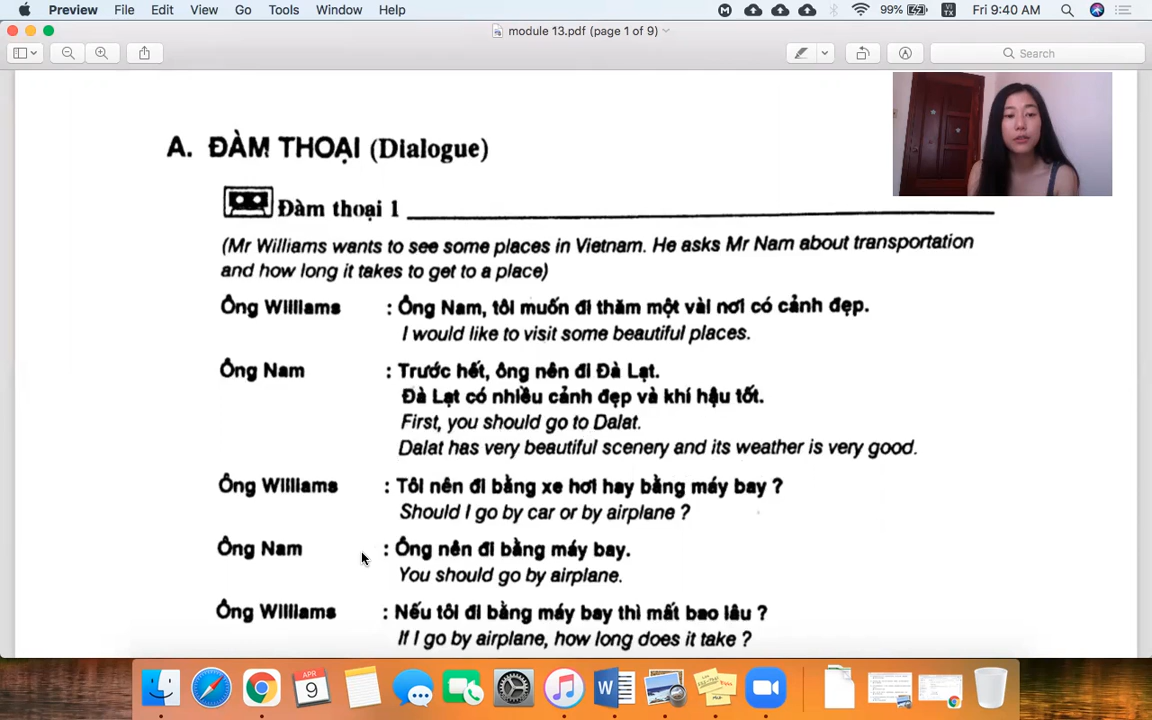 Preview File Edit View Go Tools Window Help 99% VI TX Fri 9:40 AM
module 13.pdf (page 1 of 9)
Search
A. ĐÀM THOẠI (Dialogue)
Đàm thoại 1
(Mr Williams wants to see some places in Vietnam. He asks Mr Nam about transportation
and how long it takes to get to a place)
Ông Williams : Ông Nam, tôi muốn đi thăm một vài nơi có cảnh đẹp.
I would like to visit some beautiful places.
Ông Nam : Trước hết, ông nên đi Đà Lạt.
Đà Lạt có nhiều cảnh đẹp và khí hậu tốt.
First, you should go to Dalat.
Dalat has very beautiful scenery and its weather is very good.
Ông Williams : Tôi nên đi bằng xe hơi hay bằng máy bay ?
Should I go by car or by airplane ?
Ông Nam : Ông nên đi bằng máy bay.
You should go by airplane.
Ông Williams : Nếu tôi đi bằng máy bay thì mất bao lâu ?
If I go by airplane, how long does it take ?
APR
9